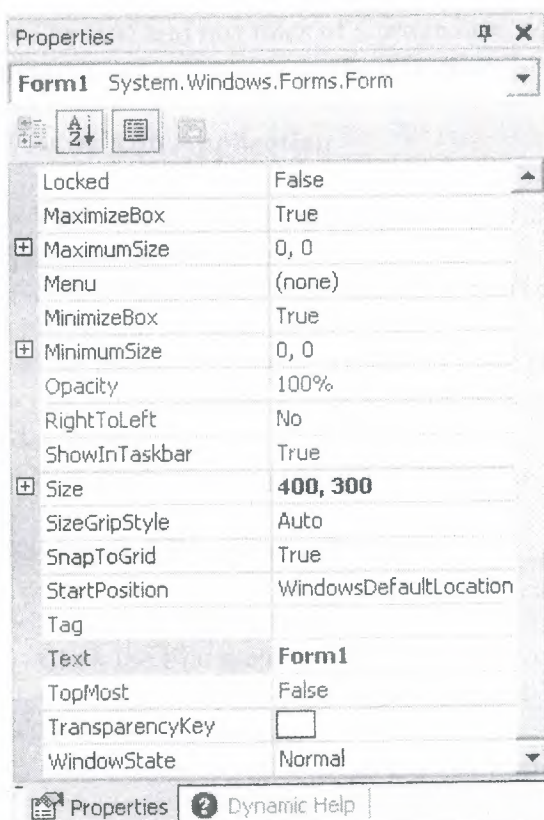 Properties
Form1 System.Windows.Forms.Form
Locked False
MaximizeBox True
MaximumSize 0, 0
Menu (none)
MinimizeBox True
MinimumSize 0, 0
Opacity 100%
RightToLeft No
ShowInTaskbar True
Size 400, 300
SizeGripStyle Auto
SnapToGrid True
StartPosition WindowsDefaultLocation
Tag
Text Form1
TopMost False
TransparencyKey
WindowState Normal
Properties Dynamic Help